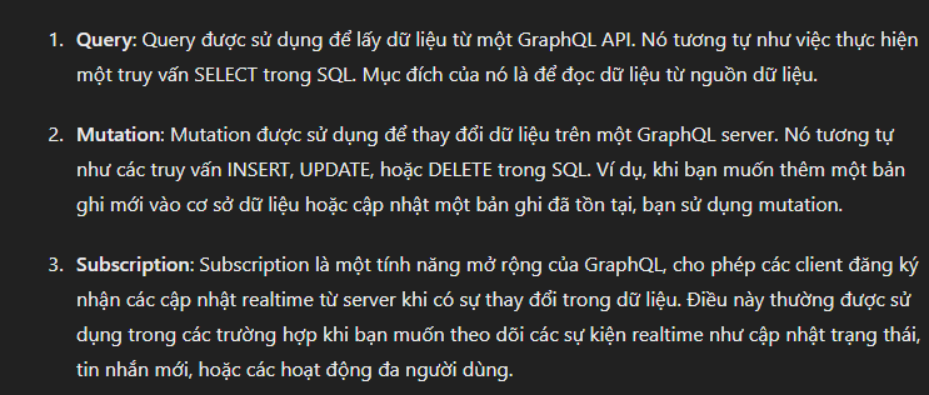 1. Query: Query được sử dụng để lấy dữ liệu từ một GraphQL API. Nó tương tự như việc thực hiện
một truy vấn SELECT trong SQL. Mục đích của nó là để đọc dữ liệu từ nguồn dữ liệu.
2. Mutation: Mutation được sử dụng để thay đổi dữ liệu trên một GraphQL server. Nó tương tự
như các truy vấn INSERT, UPDATE, hoặc DELETE trong SQL. Ví dụ, khi bạn muốn thêm một bản
ghi mới vào cơ sở dữ liệu hoặc cập nhật một bản ghi đã tồn tại, bạn sử dụng mutation.
3. Subscription: Subscription là một tính năng mở rộng của GraphQL, cho phép các client đăng ký
nhận các cập nhật realtime từ server khi có sự thay đổi trong dữ liệu. Điều này thường được sử
dụng trong các trường hợp khi bạn muốn theo dõi các sự kiện realtime như cập nhật trạng thái,
tin nhắn mới, hoặc các hoạt động đa người dùng.